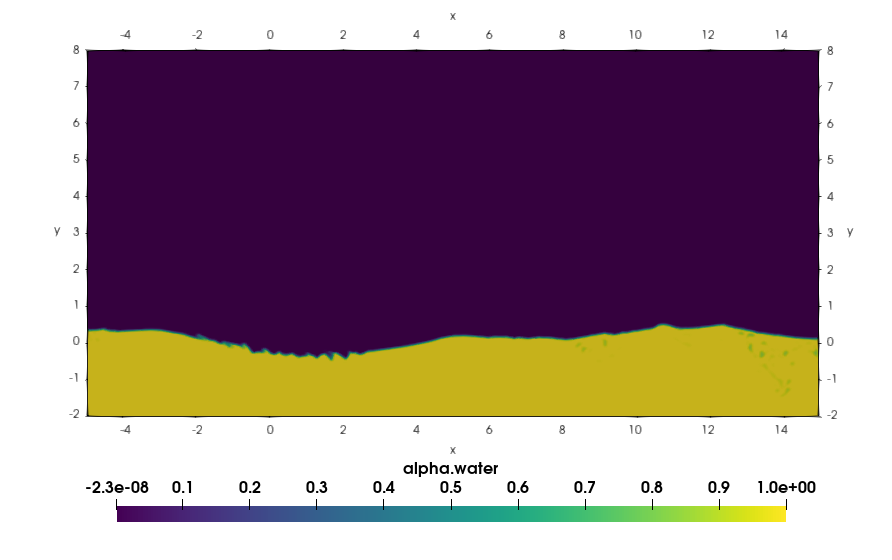 x
-4 -2 0 2 4 6 8 10 12 14
8 8
7 7
6 6
5 5
4 4
y 3 3 y
2 2
1 1
0 0
-1 -1
-2 -2
-4 -2 0 2 4 6 8 10 12 14
x
alpha.water
-2.3e-08 0.1 0.2 0.3 0.4 0.5 0.6 0.7 0.8 0.9 1.0e+00